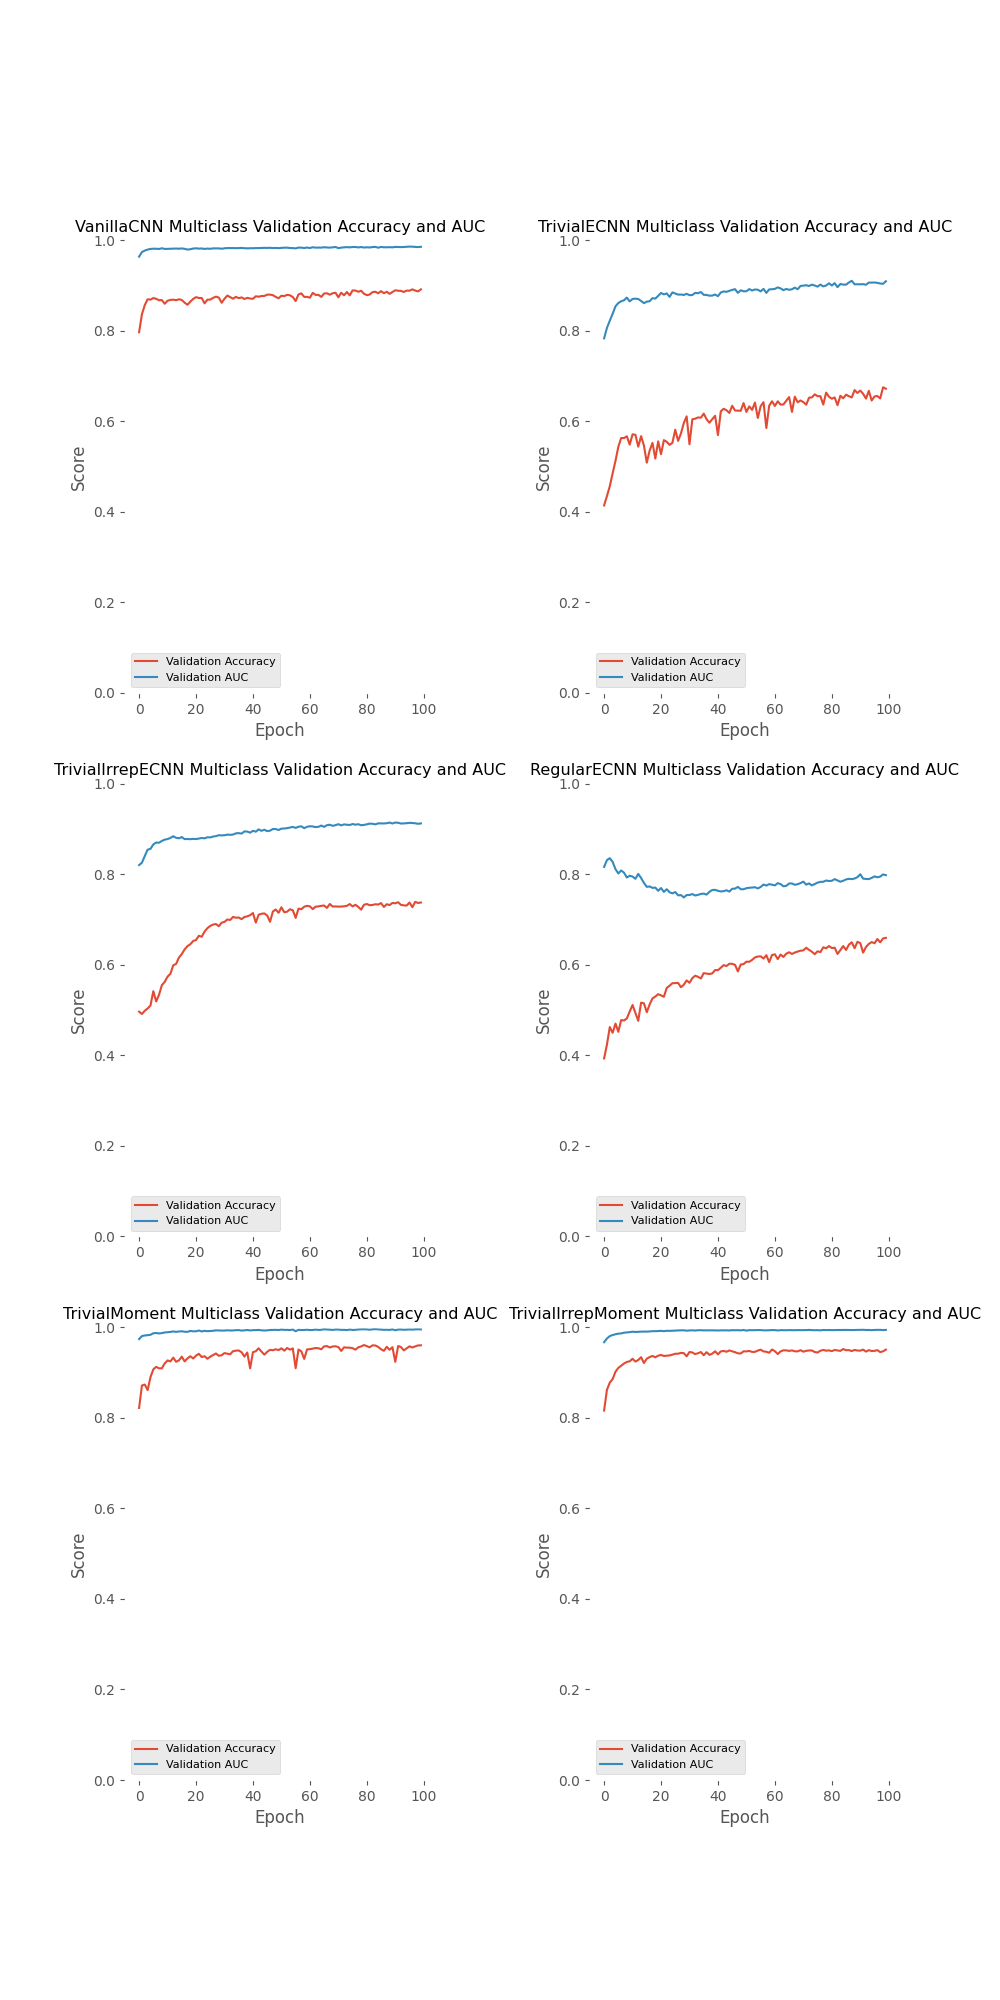 VanillaCNN Multiclass Validation Accuracy and AUC
1.0
0.8
0.6
0.4
0.2
0.0
Score
Validation Accuracy
Validation AUC
0 20 40 60 80 100
Epoch
TrivialECNN Multiclass Validation Accuracy and AUC
1.0
0.8
0.6
0.4
0.2
0.0
Score
Validation Accuracy
Validation AUC
0 20 40 60 80 100
Epoch
TrivialIrrepECNN Multiclass Validation Accuracy and AUC
1.0
0.8
0.6
0.4
0.2
0.0
Score
Validation Accuracy
Validation AUC
0 20 40 60 80 100
Epoch
RegularECNN Multiclass Validation Accuracy and AUC
1.0
0.8
0.6
0.4
0.2
0.0
Score
Validation Accuracy
Validation AUC
0 20 40 60 80 100
Epoch
TrivialMoment Multiclass Validation Accuracy and AUC
1.0
0.8
0.6
0.4
0.2
0.0
Score
Validation Accuracy
Validation AUC
0 20 40 60 80 100
Epoch
TrivialIrrepMoment Multiclass Validation Accuracy and AUC
1.0
0.8
0.6
0.4
0.2
0.0
Score
Validation Accuracy
Validation AUC
0 20 40 60 80 100
Epoch